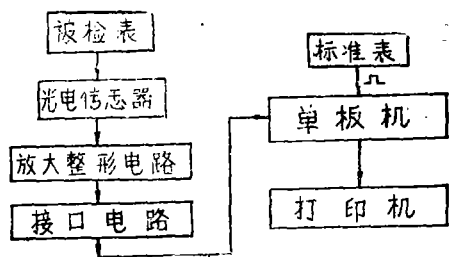 被检表
光电传感器
放大整形电路
接口电路
标准表
单板机
打印机